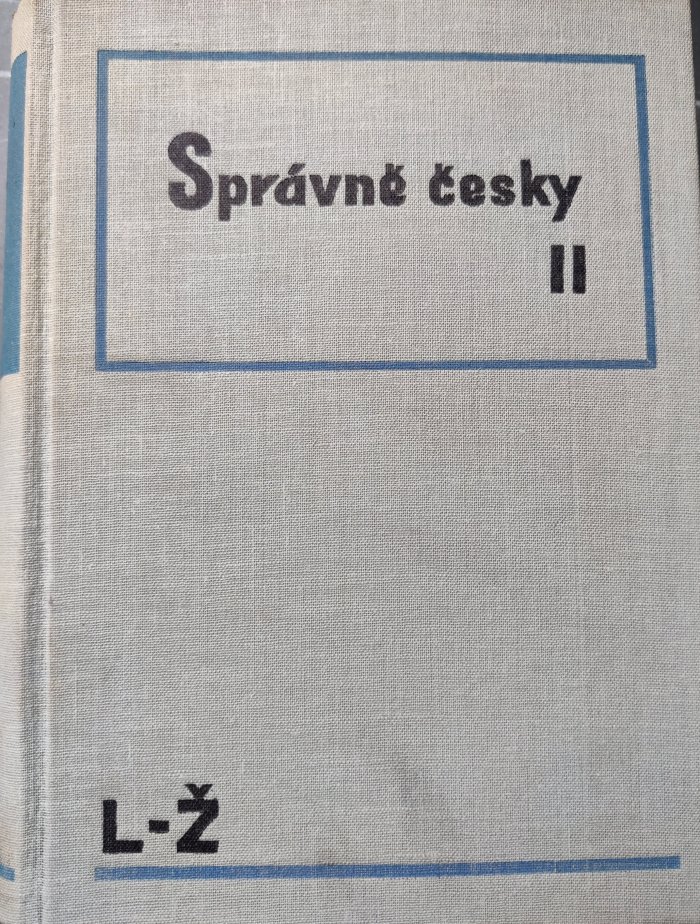 Správně česky
II
L-Ž